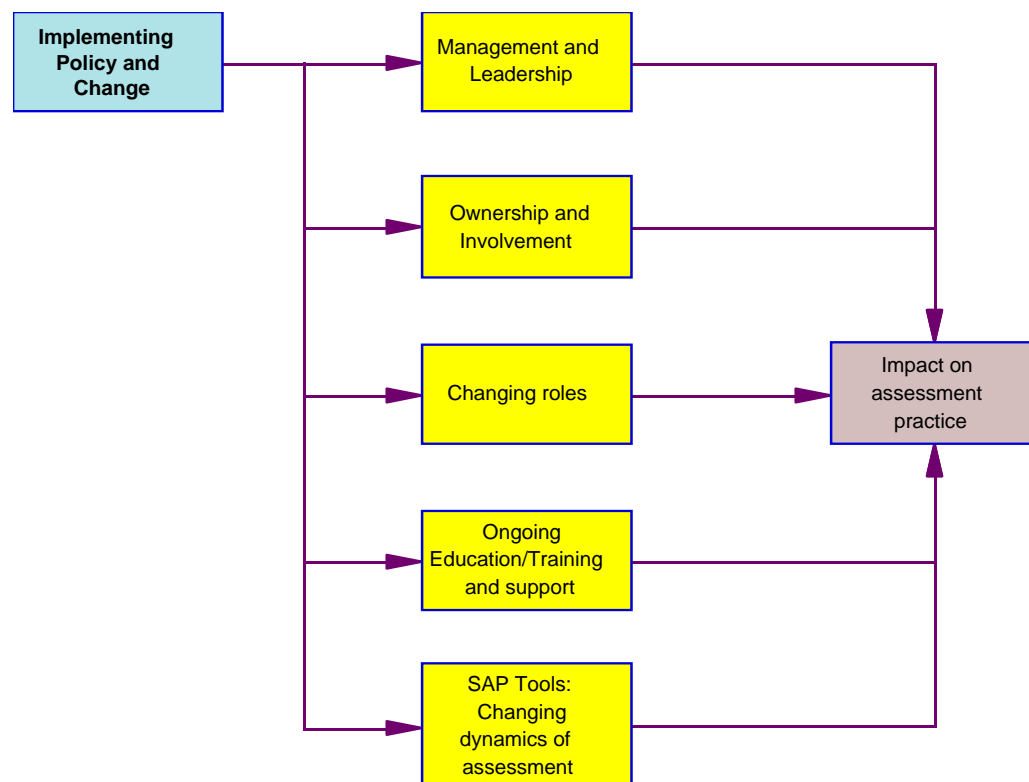 Implementing
Policy and
Change
Management and
Leadership
Ownership and
Involvement
Changing roles
Impact on
assessment
practice
Ongoing
Education/Training
and support
SAP Tools:
Changing
dynamics of
assessment